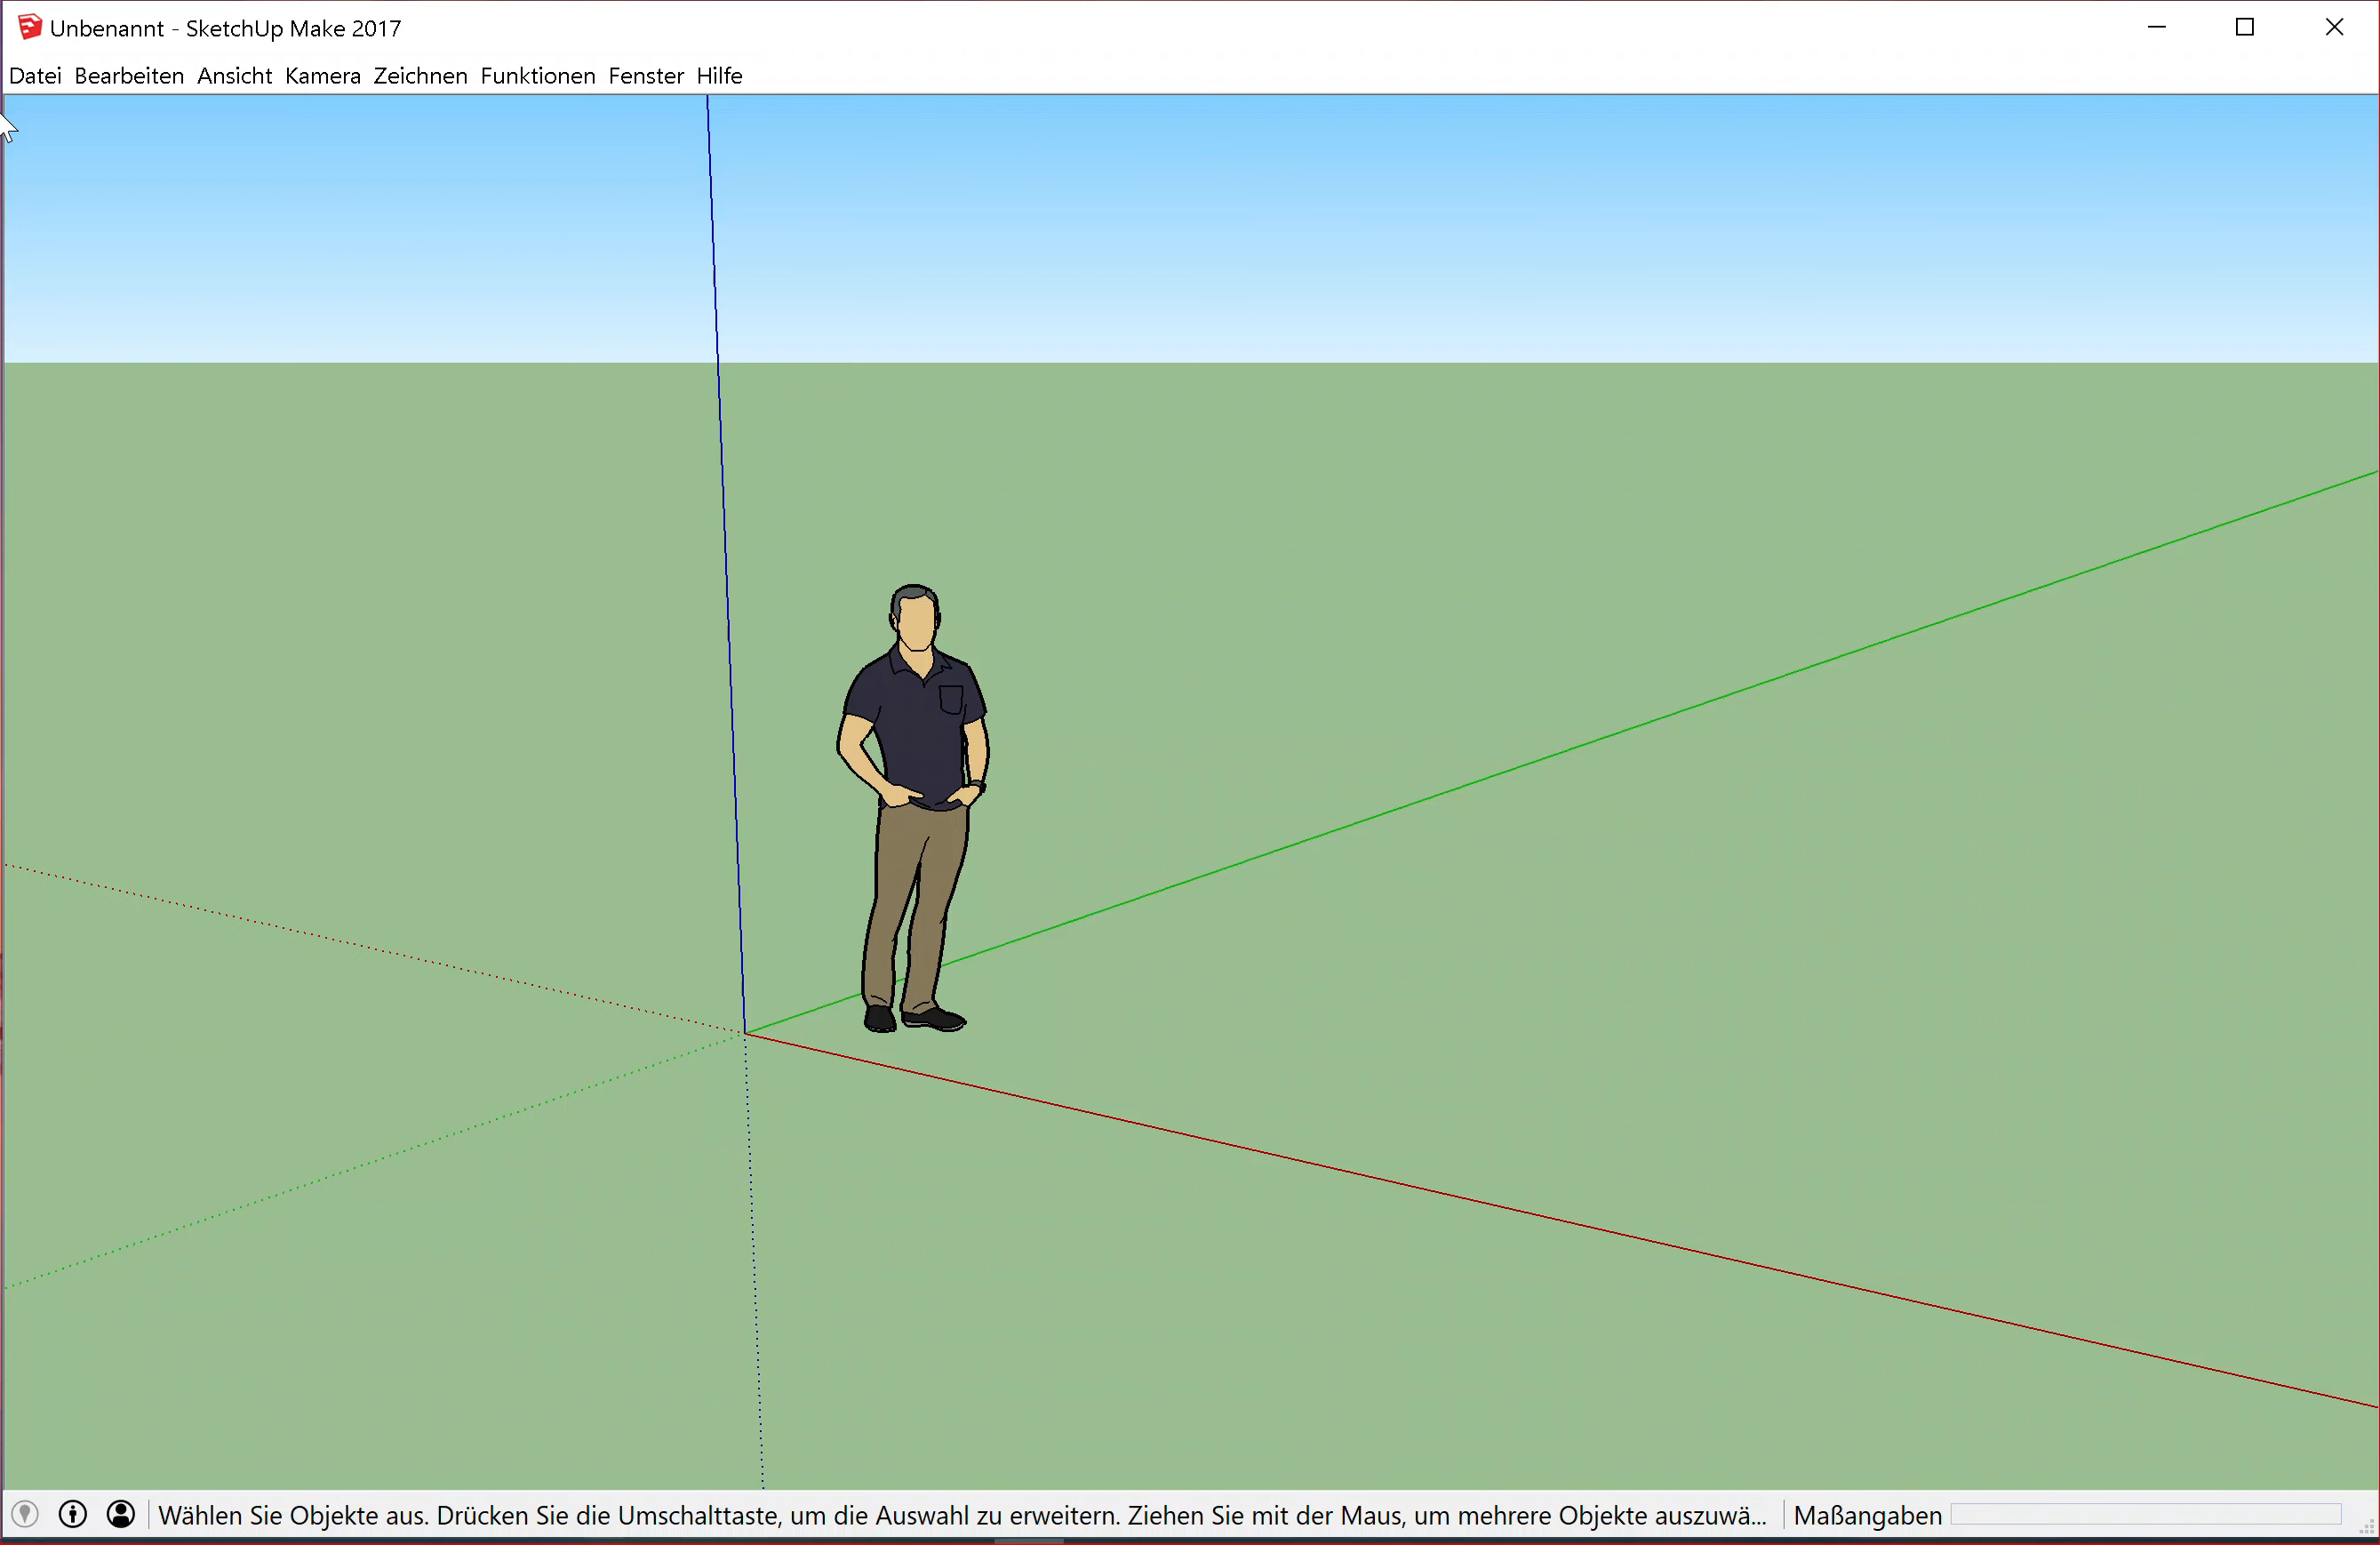 Unbenannt - SketchUp Make 2017
Datei Bearbeiten Ansicht Kamera Zeichnen Funktionen Fenster Hilfe
Wählen Sie Objekte aus. Drücken Sie die Umschalttaste, um die Auswahl zu erweitern. Ziehen Sie mit der Maus, um mehrere Objekte auszuwä... Maßangaben